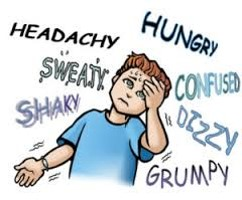 HEADACHY
HUNGRY
SWEATY
CONFUSED
SHAKY
DIZZY
GRUMPY